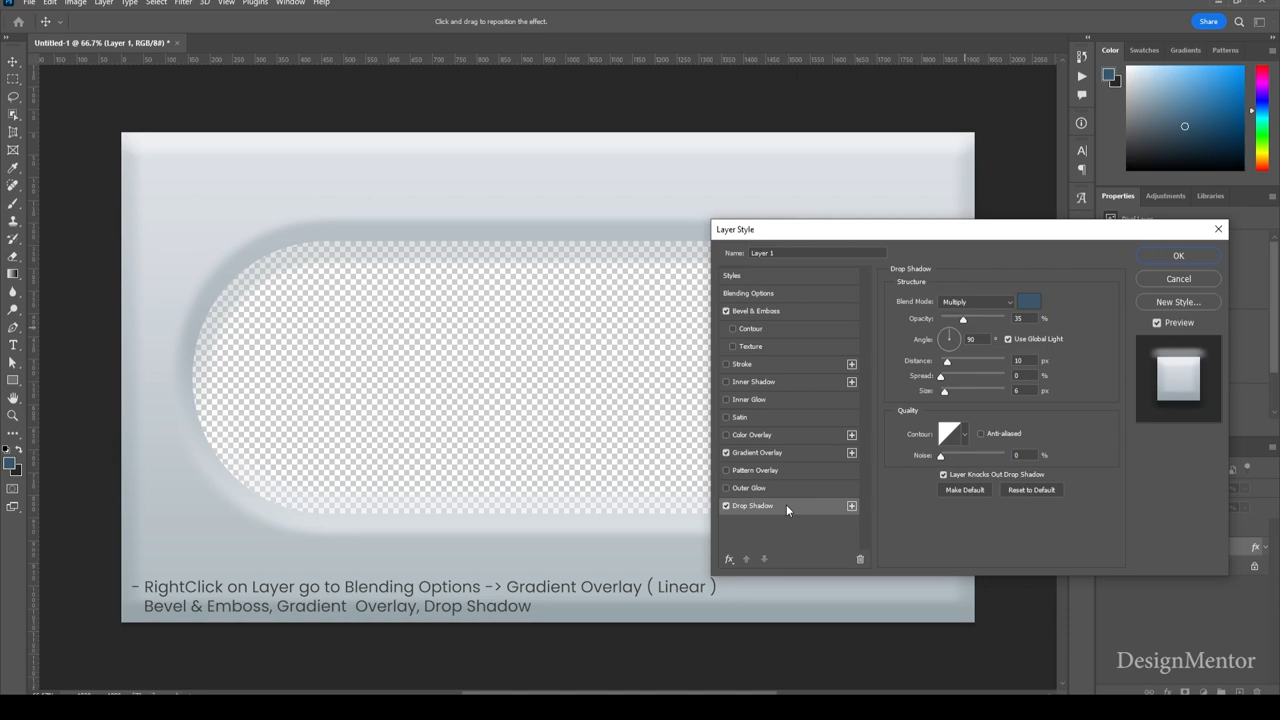 File Edit Image Layer Type Select Filter 3D View Plugins Window Help
Click and drag to reposition the effect.
Share
Untitled-1 @ 66.7% (Layer 1, RGB/8#) * ×
Color Swatches Gradients Patterns
Properties Adjustments Libraries
Layer Style
Name: Layer 1
Styles
Blending Options
Bevel & Emboss
Contour
Texture
Stroke
Inner Shadow
Inner Glow
Satin
Color Overlay
Gradient Overlay
Pattern Overlay
Outer Glow
Drop Shadow
fx
Drop Shadow
Structure
Blend Mode: Multiply
Opacity: 35 %
Angle: 90 ° Use Global Light
Distance: 10 px
Spread: 0 %
Size: 6 px
Quality
Contour: Anti-aliased
Noise: 0 %
Layer Knocks Out Drop Shadow
Make Default Reset to Default
OK
Cancel
New Style...
Preview
fx
- RightClick on Layer go to Blending Options -> Gradient Overlay ( Linear )
Bevel & Emboss, Gradient Overlay, Drop Shadow
DesignMentor